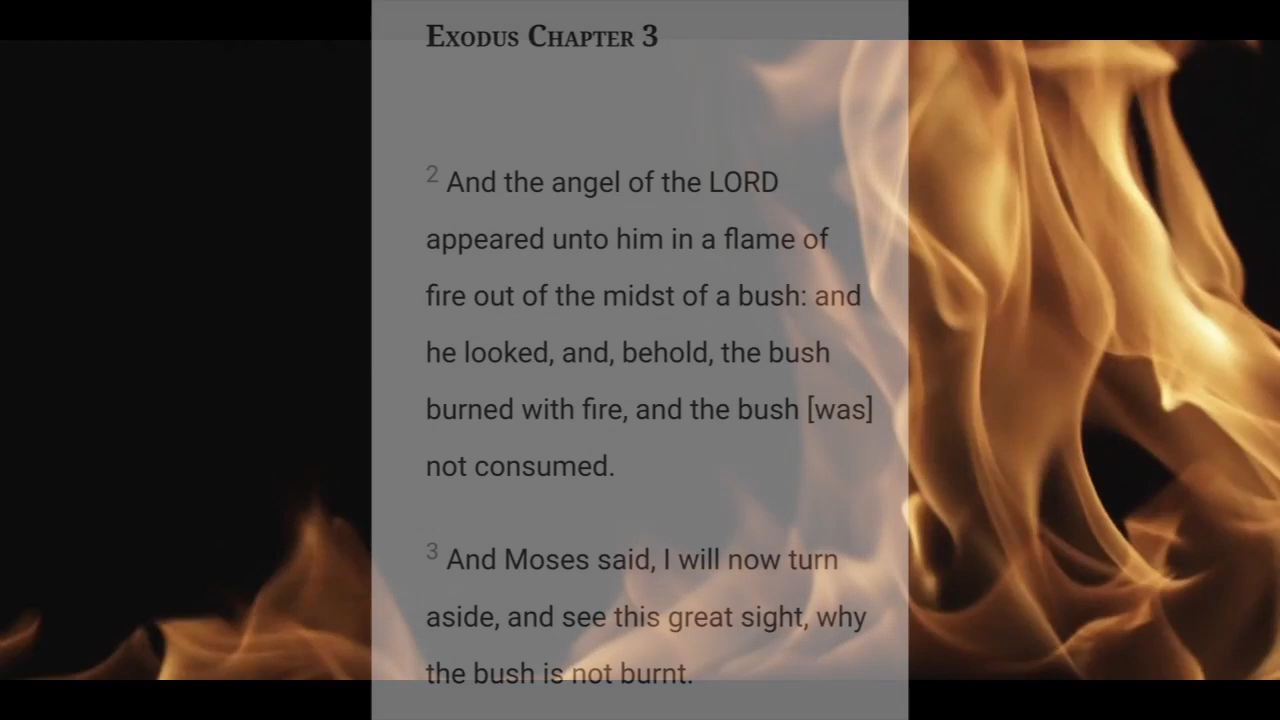 Exodus Chapter 3
2 And the angel of the LORD
appeared unto him in a flame of
fire out of the midst of a bush: and
he looked, and, behold, the bush
burned with fire, and the bush [was]
not consumed.
3 And Moses said, I will now turn
aside, and see this great sight, why
the bush is not burnt.